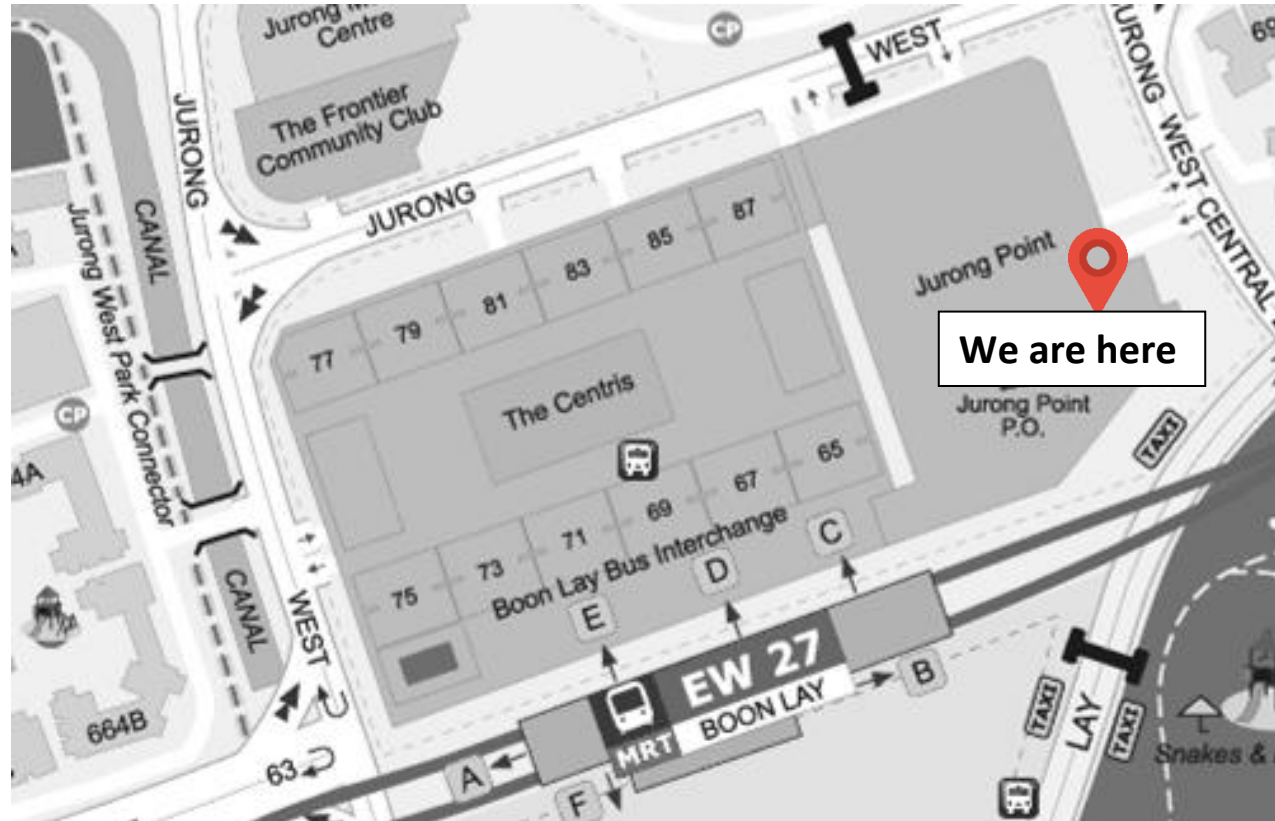 Centre
The Frontier
Community Club
CP
WEST
JURONG
JURONG
JURONG
WEST
CENTRAL
CANAL
Jurong West Park Connector
CP
CANAL
WEST
664B
63
77
79
81
83
85
87
The Centris
75
73
71
69
67
65
Boon Lay Bus Interchange
Jurong Point
We are here
Jurong Point
P.O.
TAXI
TAXI
TAXI
LAY
A
B
C
D
E
F
EW 27
MRT
BOON LAY
Snakes &